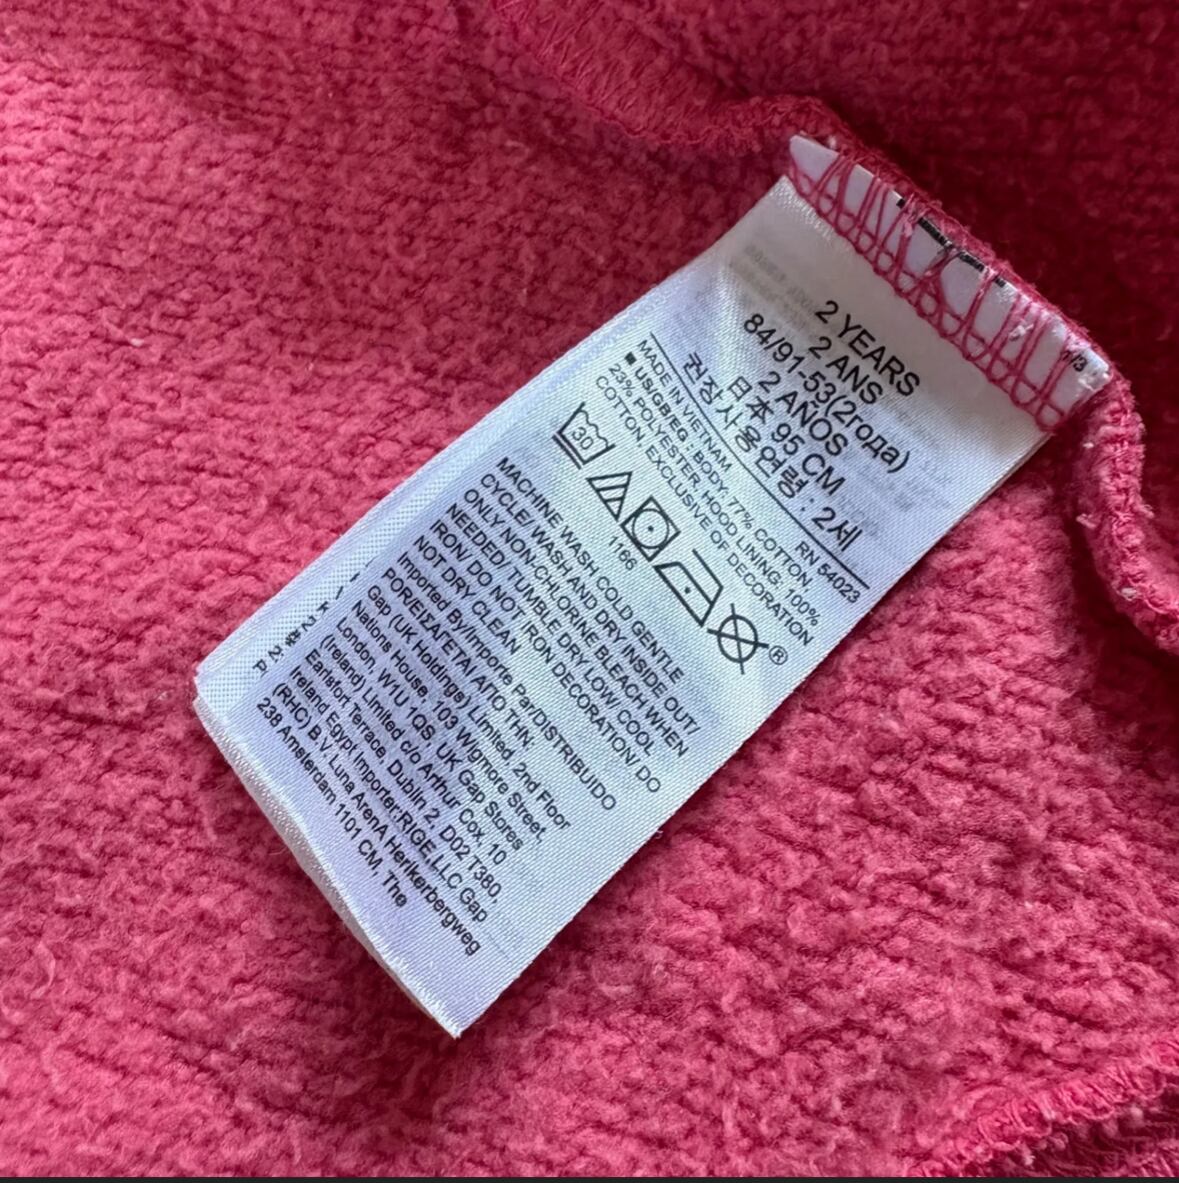 2 YEARS
2 ANS
84/91-53(2года)
2 AÑOS
日本 95 CM
권장사용연령 : 2세
RN 54023
MADE IN VIETNAM
■ US/GB/EG : BODY: 77% COTTON,
23% POLYESTER. HOOD LINING: 100%
COTTON. EXCLUSIVE OF DECORATION
30
1166
®
MACHINE WASH COLD GENTLE
CYCLE/ WASH AND DRY INSIDE OUT/
ONLY NON-CHLORINE BLEACH WHEN
NEEDED/ TUMBLE DRY LOW/ COOL
IRON/ DO NOT IRON DECORATION/ DO
NOT DRY CLEAN
Imported By/Importé Par/DISTRIBUIDO
POR/ΕΙΣΑΓΕΤΑΙ ΑΠΟ ΤΗΝ:
Gap (UK Holdings) Limited, 2nd Floor
Nations House, 103 Wigmore Street,
London, W1U 1QS, UK Gap Stores
(Ireland) Limited c/o Arthur Cox, 10
Earlsfort Terrace, Dublin 2, D02 T380,
Ireland Egypt Importer:RIGE,LLC Gap
(RHC) B.V. Luna ArenA Herikerbergweg
238 Amsterdam 1101 CM, The